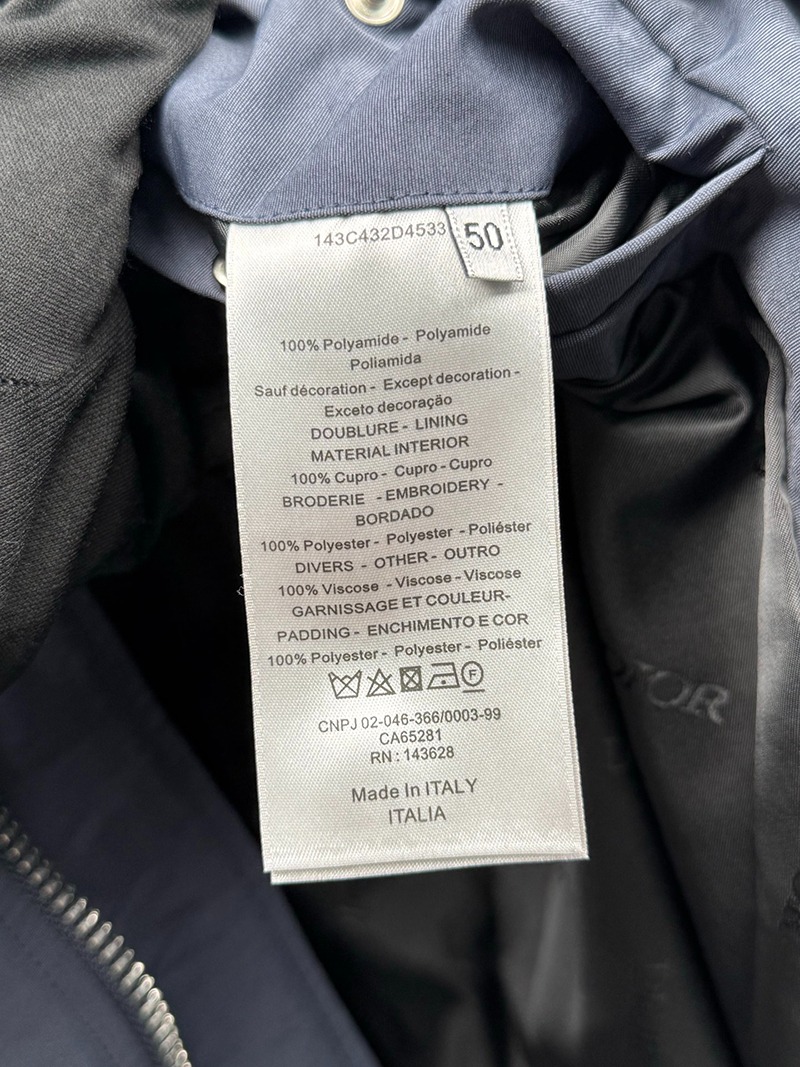 143C432D4533
50
100% Polyamide - Polyamide
Poliamida
Sauf décoration - Except decoration -
Exceto decoração
DOUBLURE - LINING
MATERIAL INTERIOR
100% Cupro - Cupro - Cupro
BRODERIE - EMBROIDERY -
BORDADO
100% Polyester - Polyester - Poliéster
DIVERS - OTHER - OUTRO
100% Viscose - Viscose - Viscose
GARNISSAGE ET COULEUR-
PADDING - ENCHIMENTO E COR
100% Polyester - Polyester - Poliéster
F
CNPJ 02-046-366/0003-99
CA65281
RN : 143628
Made In ITALY
ITALIA